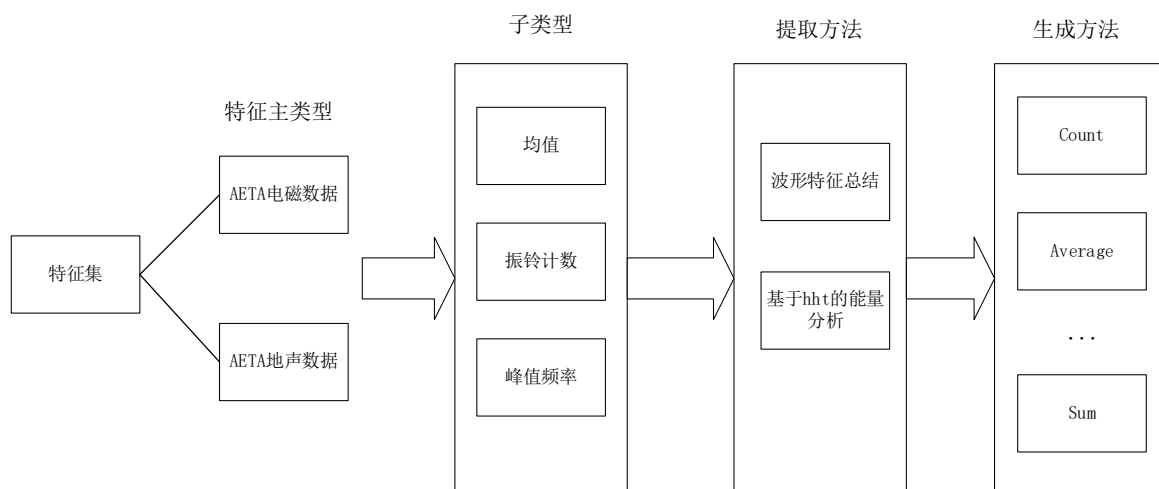 子类型
提取方法
生成方法
特征主类型
特征集
AETA电磁数据
AETA地声数据
均值
振铃计数
峰值频率
波形特征总结
基于hht的能量
分析
Count
Average
...
Sum